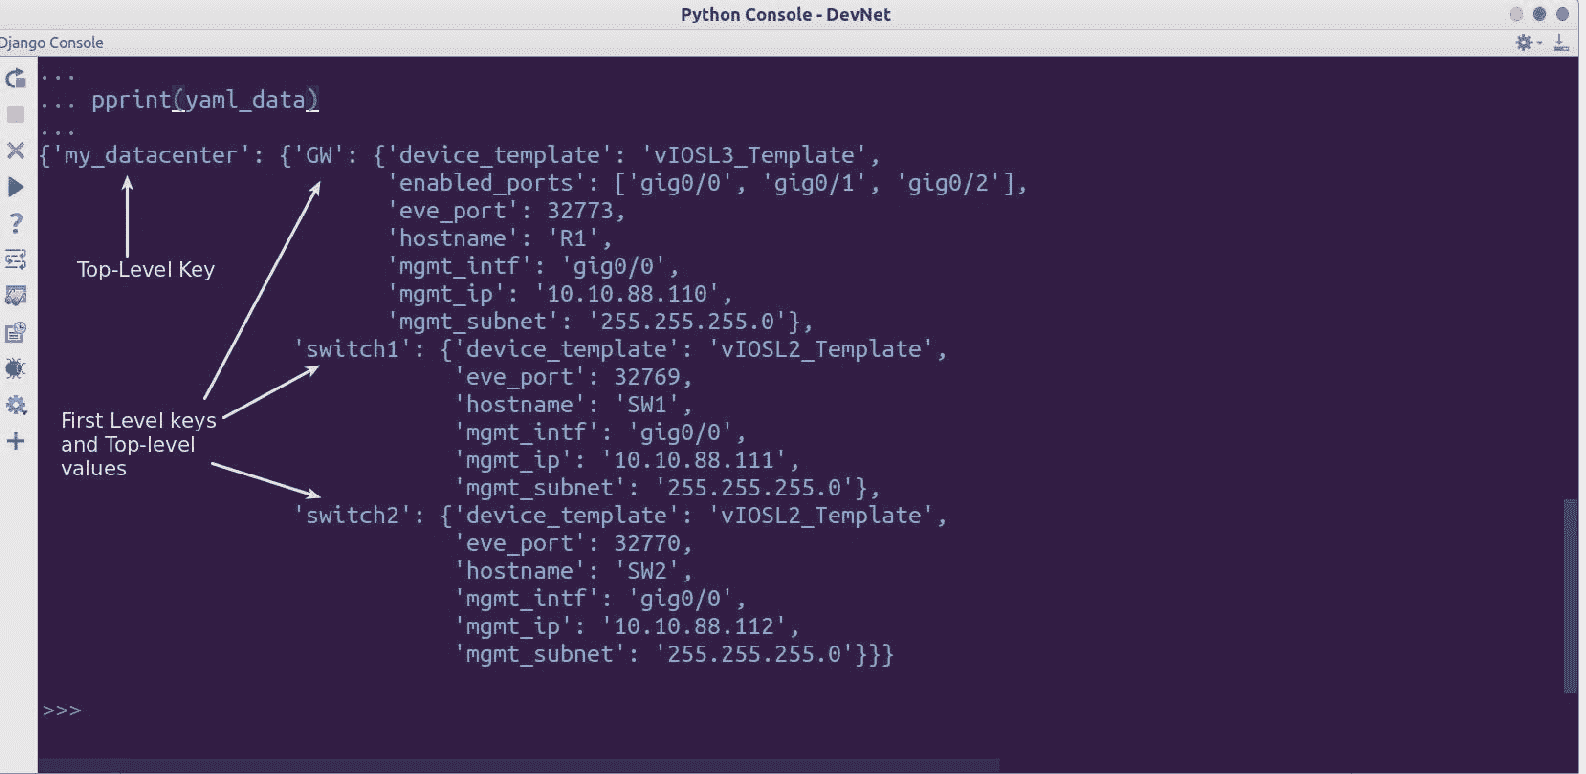 Python Console - DevNet
Django Console
...
... pprint(yaml_data)
...
{'my_datacenter': {'GW': {'device_template': 'vIOSL3_Template',
'enabled_ports': ['gig0/0', 'gig0/1', 'gig0/2'],
'eve_port': 32773,
'hostname': 'R1',
'mgmt_intf': 'gig0/0',
Top-Level Key
'mgmt_ip': '10.10.88.110',
'mgmt_subnet': '255.255.255.0'},
'switch1': {'device_template': 'vIOSL2_Template',
'eve_port': 32769,
'hostname': 'SW1',
First Level keys
and Top-level
values
'mgmt_intf': 'gig0/0',
'mgmt_ip': '10.10.88.111',
'mgmt_subnet': '255.255.255.0'},
'switch2': {'device_template': 'vIOSL2_Template',
'eve_port': 32770,
'hostname': 'SW2',
'mgmt_intf': 'gig0/0',
'mgmt_ip': '10.10.88.112',
'mgmt_subnet': '255.255.255.0'}}}
>>>